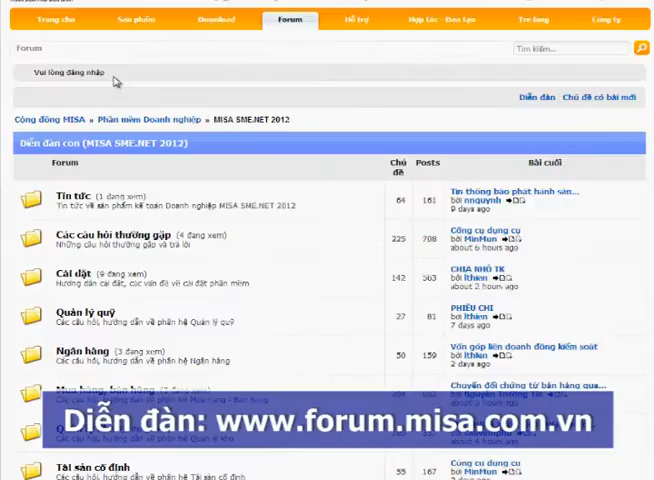 Trang chủ Sản phẩm Download Forum Hỗ trợ Hợp tác - Đào tạo Tre làng Công ty
Forum Tìm kiếm...
Vui lòng đăng nhập
Diễn đàn Chủ đề có bài mới
Cộng đồng MISA » Phần mềm Doanh nghiệp » MISA SME.NET 2012
Diễn đàn con (MISA SME.NET 2012)
Forum Chủ đề Posts Bài cuối
Tin tức (1 đang xem) 64 161 Tin thông báo phát hành sản...
Tin tức về sản phẩm kế toán Doanh nghiệp MISA SME.NET 2012 bởi nnquynh
9 days ago
Các câu hỏi thường gặp (4 đang xem) 225 708 Công cụ dụng cụ
Những câu hỏi thường gặp và trả lời bởi MinMun
about 6 hours ago
Cài đặt (9 đang xem) 142 563 CHIA NHỎ TK
Hướng dẫn cài đặt, các vấn đề về cài đặt phần mềm bởi lthien
about 2 hours ago
Quản lý quỹ 27 81 PHIẾU CHI
Các câu hỏi, hướng dẫn về phân hệ Quản lý quỹ bởi lthien
7 days ago
Ngân hàng (3 đang xem) 50 159 Vốn góp liên doanh đồng kiểm soát
Các câu hỏi, hướng dẫn về phân hệ Ngân hàng bởi lthien
2 days ago
Mua hàng, bán hàng Chuyển đổi chứng từ bán hàng qua...
Diễn đàn: www.forum.misa.com.vn
Tài sản cố định 55 167 Cùng dụng cụ
Các câu hỏi, hướng dẫn về phân hệ Tài sản cố định bởi MinMun
about 6 hours ago